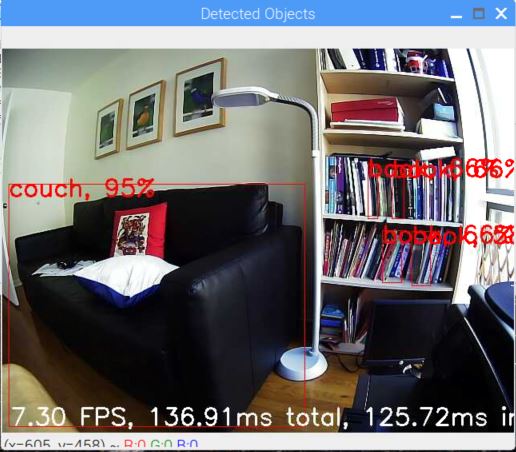 Detected Objects
couch, 95%
7.30 FPS, 136.91ms total, 125.72ms in
(x=605, y=458) ~ R:0 G:0 B:0